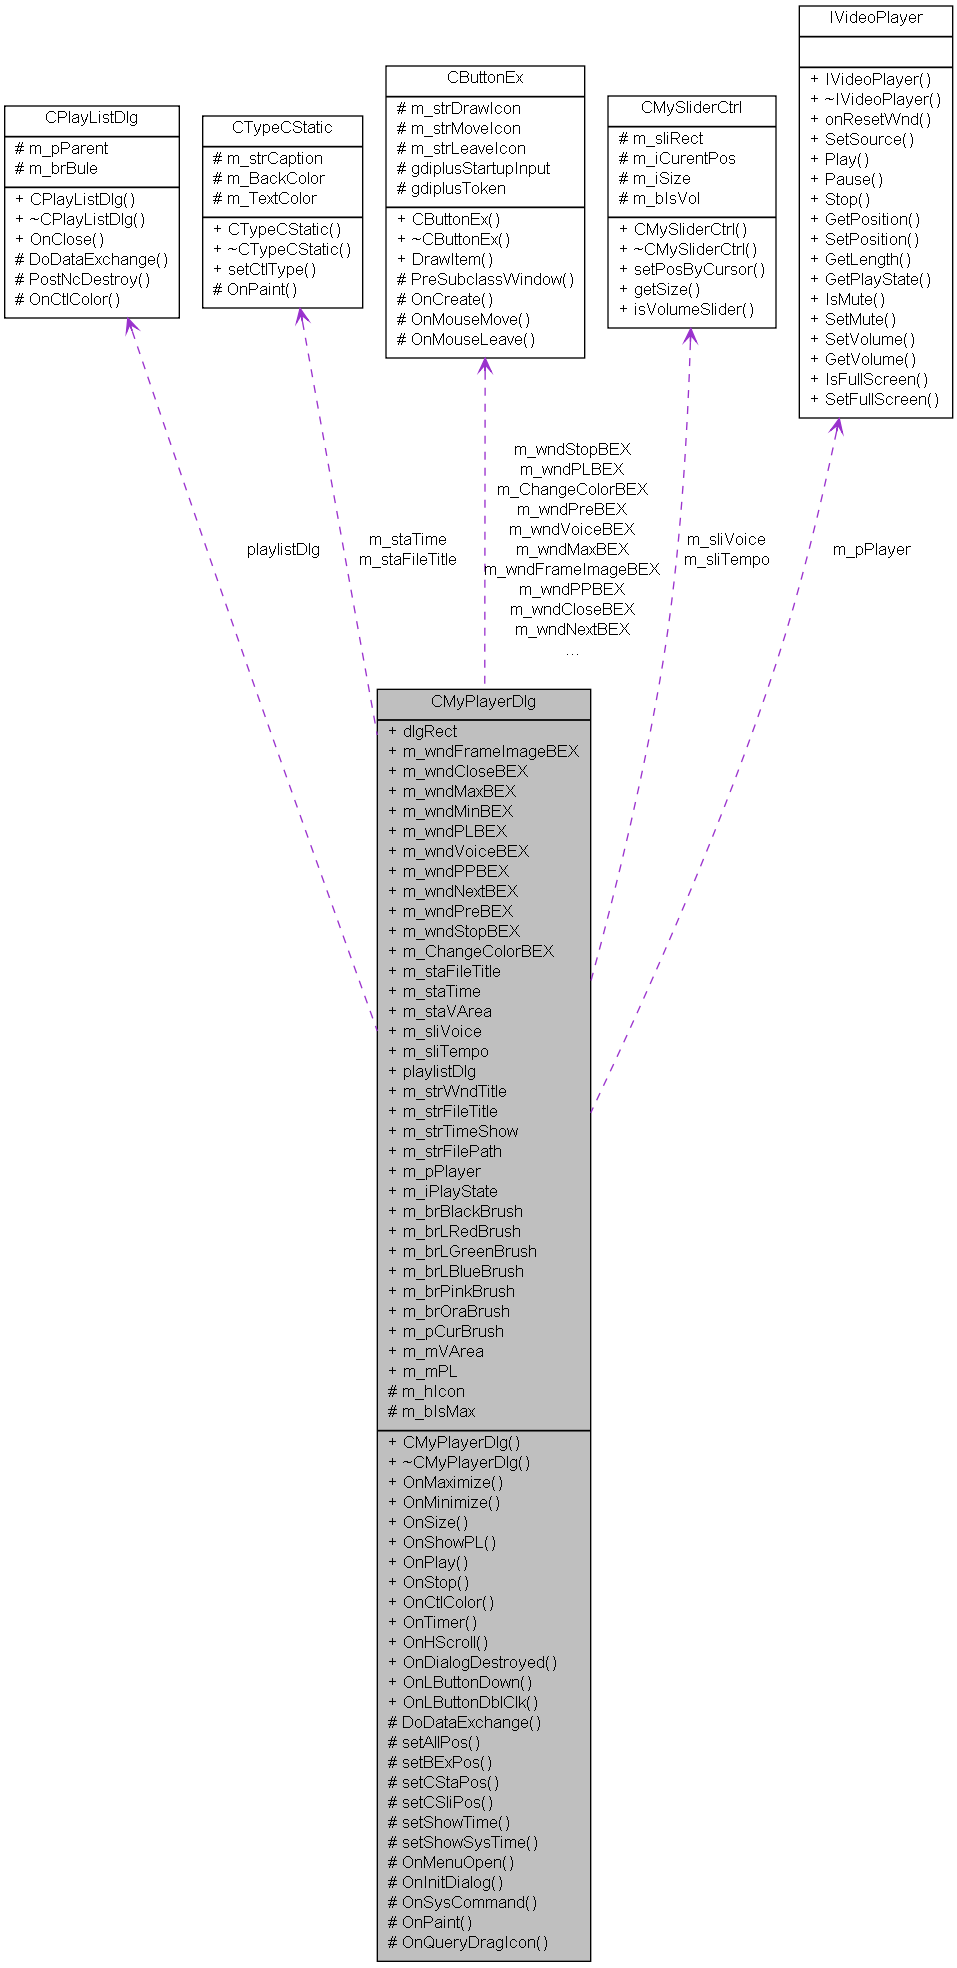 CPlayListDlg
# m_pParent
# m_brBule
+ CPlayListDlg()
+ ~CPlayListDlg()
+ OnClose()
# DoDataExchange()
# PostNcDestroy()
# OnCtlColor()
CTypeCStatic
# m_strCaption
# m_BackColor
# m_TextColor
+ CTypeCStatic()
+ ~CTypeCStatic()
+ setCtlType()
# OnPaint()
CButtonEx
# m_strDrawIcon
# m_strMoveIcon
# m_strLeaveIcon
# gdiplusStartupInput
# gdiplusToken
+ CButtonEx()
+ ~CButtonEx()
+ DrawItem()
# PreSubclassWindow()
# OnCreate()
# OnMouseMove()
# OnMouseLeave()
CMySliderCtrl
# m_sliRect
# m_iCurentPos
# m_iSize
# m_bIsVol
+ CMySliderCtrl()
+ ~CMySliderCtrl()
+ setPosByCursor()
+ getSize()
+ isVolumeSlider()
IVideoPlayer
+ IVideoPlayer()
+ ~IVideoPlayer()
+ onResetWnd()
+ SetSource()
+ Play()
+ Pause()
+ Stop()
+ GetPosition()
+ SetPosition()
+ GetLength()
+ GetPlayState()
+ IsMute()
+ SetMute()
+ SetVolume()
+ GetVolume()
+ IsFullScreen()
+ SetFullScreen()
playlistDlg
m_staTime
m_staFileTitle
m_wndStopBEX
m_wndPLBEX
m_ChangeColorBEX
m_wndPreBEX
m_wndVoiceBEX
m_wndMaxBEX
m_wndFrameImageBEX
m_wndPPBEX
m_wndCloseBEX
m_wndNextBEX
...
m_sliVoice
m_sliTempo
m_pPlayer
CMyPlayerDlg
+ dlgRect
+ m_wndFrameImageBEX
+ m_wndCloseBEX
+ m_wndMaxBEX
+ m_wndMinBEX
+ m_wndPLBEX
+ m_wndVoiceBEX
+ m_wndPPBEX
+ m_wndNextBEX
+ m_wndPreBEX
+ m_wndStopBEX
+ m_ChangeColorBEX
+ m_staFileTitle
+ m_staTime
+ m_staVArea
+ m_sliVoice
+ m_sliTempo
+ playlistDlg
+ m_strWndTitle
+ m_strFileTitle
+ m_strTimeShow
+ m_strFilePath
+ m_pPlayer
+ m_iPlayState
+ m_brBlackBrush
+ m_brLRedBrush
+ m_brLGreenBrush
+ m_brLBlueBrush
+ m_brPinkBrush
+ m_brOraBrush
+ m_pCurBrush
+ m_mVArea
+ m_mPL
# m_hIcon
# m_bIsMax
+ CMyPlayerDlg()
+ ~CMyPlayerDlg()
+ OnMaximize()
+ OnMinimize()
+ OnSize()
+ OnShowPL()
+ OnPlay()
+ OnStop()
+ OnCtlColor()
+ OnTimer()
+ OnHScroll()
+ OnDialogDestroyed()
+ OnLButtonDown()
+ OnLButtonDblClk()
# DoDataExchange()
# setAllPos()
# setBExPos()
# setCStaPos()
# setCSliPos()
# setShowTime()
# setShowSysTime()
# OnMenuOpen()
# OnInitDialog()
# OnSysCommand()
# OnPaint()
# OnQueryDragIcon()